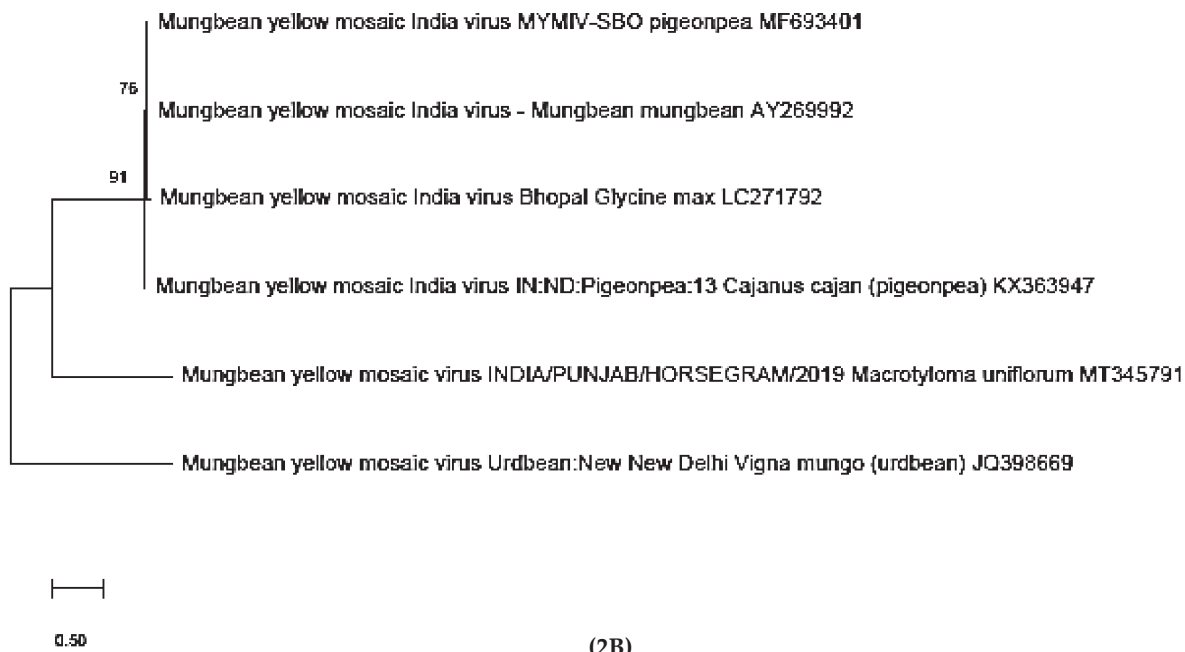 Mungbean yellow mosaic India virus MYMIV-SBO pigeonpea MF693401
76
Mungbean yellow mosaic India virus - Mungbean mungbean AY269992
91
Mungbean yellow mosaic India virus Bhopal Glycine max LC271792
Mungbean yellow mosaic India virus IN:ND:Pigeonpea:13 Cajanus cajan (pigeonpea) KX363947
Mungbean yellow mosaic virus INDIA/PUNJAB/HORSEGRAM/2019 Macrotyloma uniflorum MT345791
Mungbean yellow mosaic virus Urdbean:New New Delhi Vigna mungo (urdbean) JQ398669
0.50
(2B)